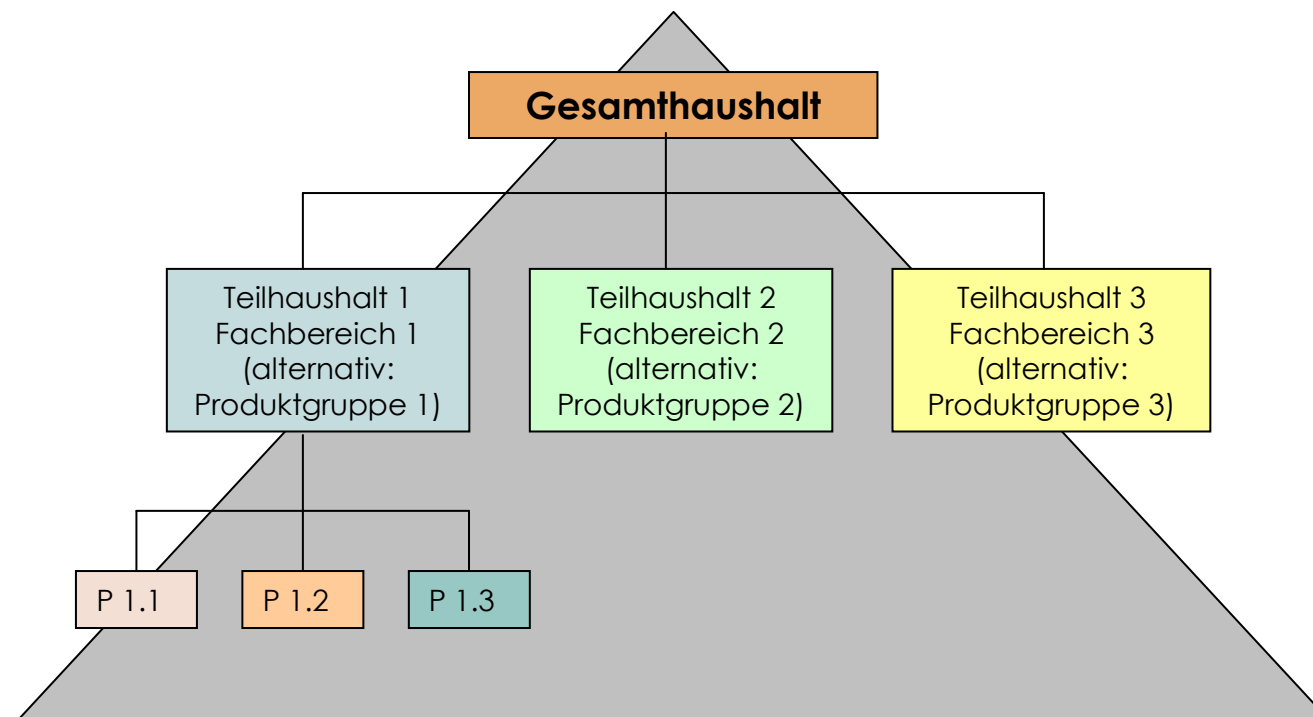 Gesamthaushalt
Teilhaushalt 1
Fachbereich 1
(alternativ:
Produktgruppe 1)
Teilhaushalt 2
Fachbereich 2
(alternativ:
Produktgruppe 2)
Teilhaushalt 3
Fachbereich 3
(alternativ:
Produktgruppe 3)
P 1.1
P 1.2
P 1.3